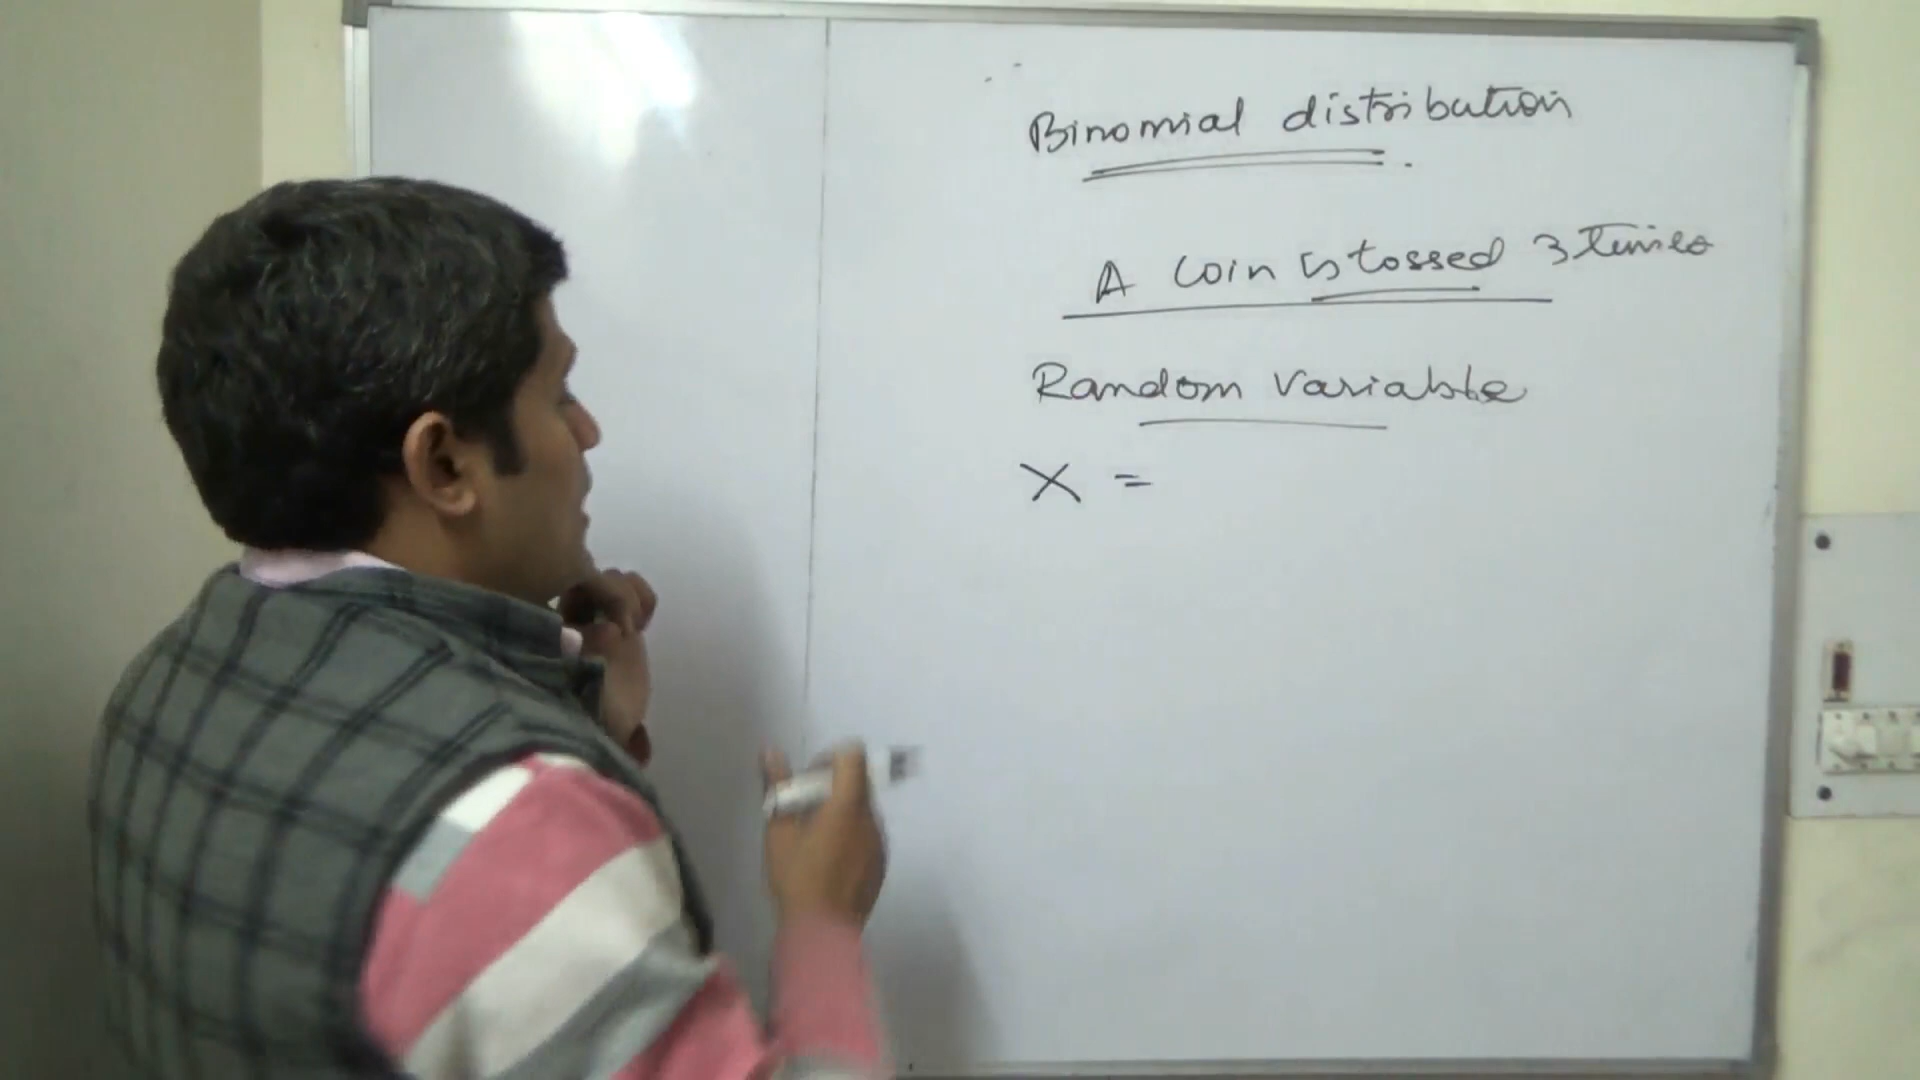 Binomial distribution
A coin is tossed 3 times
Random variable
X =